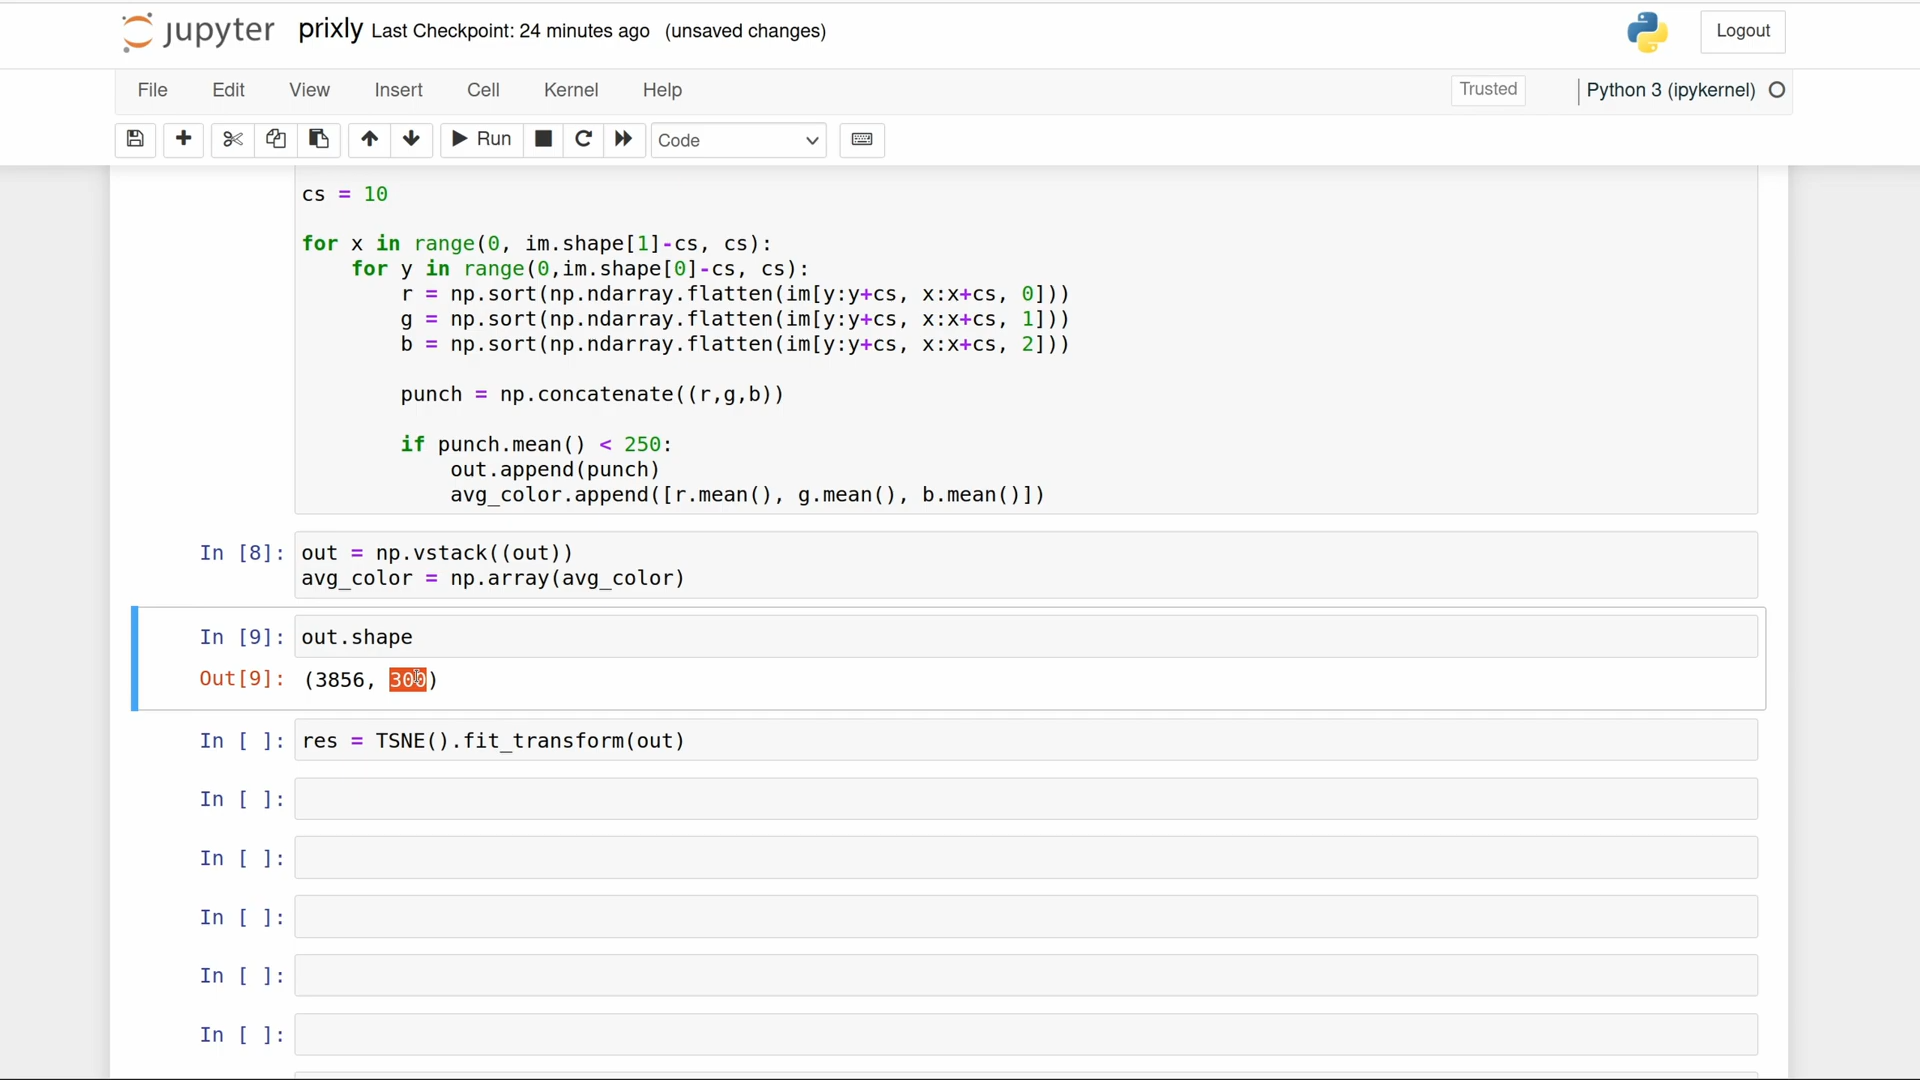 jupyter prixly Last Checkpoint: 24 minutes ago (unsaved changes) Logout
File Edit View Insert Cell Kernel Help Trusted Python 3 (ipykernel)
Run Code
cs = 10
for x in range(0, im.shape[1]-cs, cs):
    for y in range(0,im.shape[0]-cs, cs):
        r = np.sort(np.ndarray.flatten(im[y:y+cs, x:x+cs, 0]))
        g = np.sort(np.ndarray.flatten(im[y:y+cs, x:x+cs, 1]))
        b = np.sort(np.ndarray.flatten(im[y:y+cs, x:x+cs, 2]))
        punch = np.concatenate((r,g,b))
        if punch.mean() < 250:
            out.append(punch)
            avg_color.append([r.mean(), g.mean(), b.mean()])
In [8]: out = np.vstack((out))
avg_color = np.array(avg_color)
In [9]: out.shape
Out[9]: (3856, 300)
In [ ]: res = TSNE().fit_transform(out)
In [ ]:
In [ ]:
In [ ]:
In [ ]:
In [ ]: